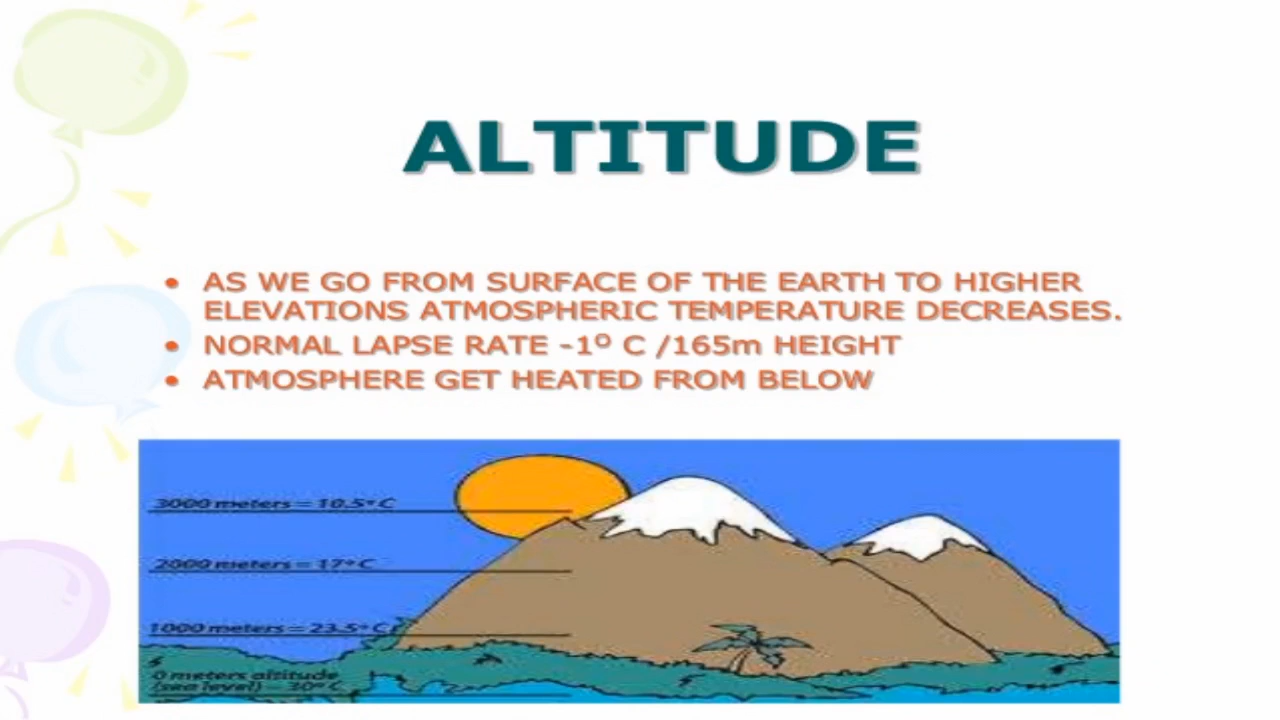 ALTITUDE
• AS WE GO FROM SURFACE OF THE EARTH TO HIGHER
ELEVATIONS ATMOSPHERIC TEMPERATURE DECREASES.
• NORMAL LAPSE RATE -1⁰ C /165m HEIGHT
• ATMOSPHERE GET HEATED FROM BELOW
3000 meters = 10.5° C
2000 meters = 17° C
1000 meters = 23.5° C
0 meters altitude
(sea level) = 30° C